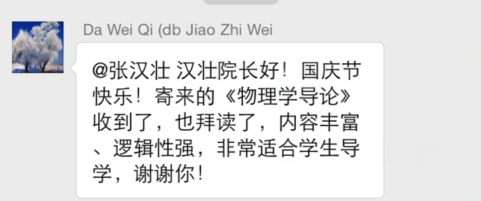 Da Wei Qi (db Jiao Zhi Wei
@张汉壮 汉壮院长好！国庆节
快乐！寄来的《物理学导论》
收到了，也拜读了，内容丰富
、逻辑性强，非常适合学生导
学，谢谢你！